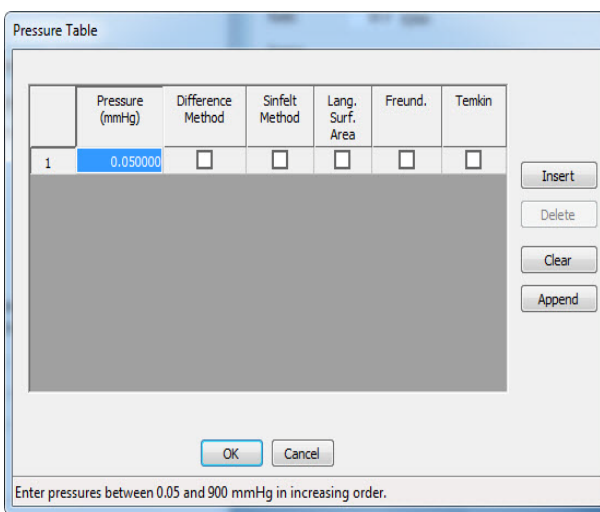 Pressure Table
Pressure (mmHg)
Difference Method
Sinfelt Method
Lang. Surf. Area
Freund.
Temkin
1
0.050000
Insert
Delete
Clear
Append
OK
Cancel
Enter pressures between 0.05 and 900 mmHg in increasing order.